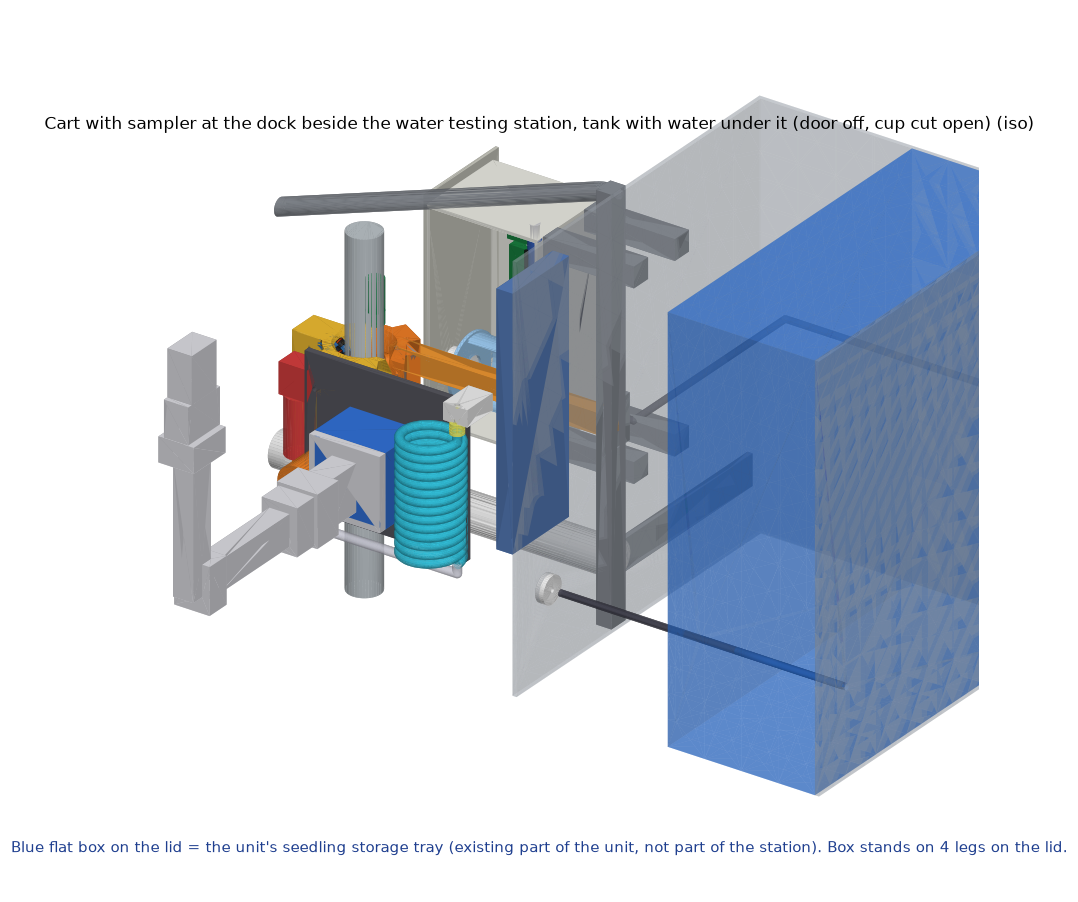 Cart with sampler at the dock beside the water testing station, tank with water under it (door off, cup cut open) (iso)
Blue flat box on the lid = the unit's seedling storage tray (existing part of the unit, not part of the station). Box stands on 4 legs on the lid.